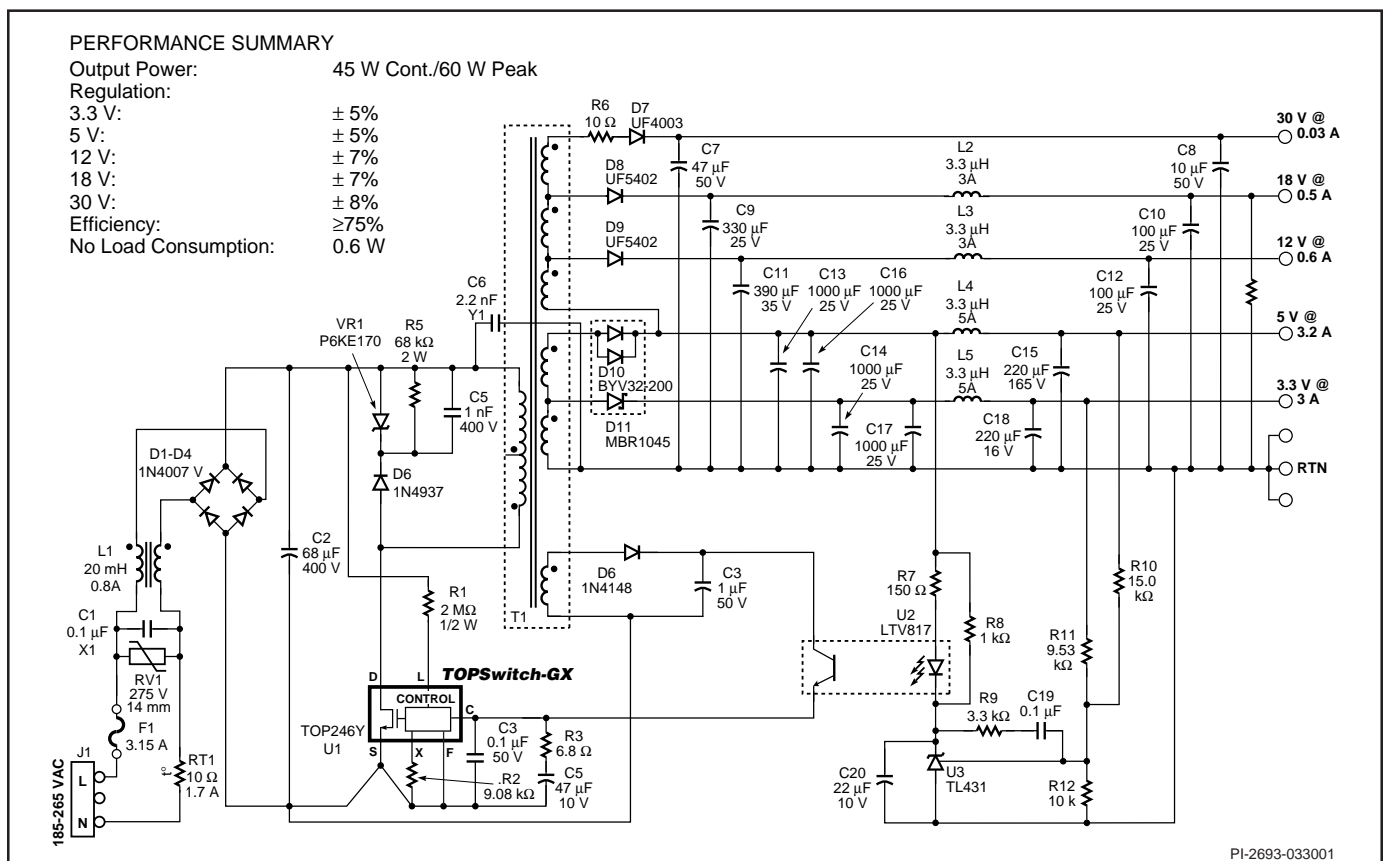 PERFORMANCE SUMMARY
Output Power: 45 W Cont./60 W Peak
Regulation:
3.3 V: ± 5%
5 V: ± 5%
12 V: ± 7%
18 V: ± 7%
30 V: ± 8%
Efficiency: ≥75%
No Load Consumption: 0.6 W
R6
10 Ω
D7
UF4003
C7
47 µF
50 V
C8
10 µF
50 V
30 V @
0.03 A
D8
UF5402
L2
3.3 µH
3A
18 V @
0.5 A
C9
330 µF
25 V
C10
100 µF
25 V
D9
UF5402
L3
3.3 µH
3A
12 V @
0.6 A
C11
390 µF
35 V
C13
1000 µF
25 V
C16
1000 µF
25 V
C12
100 µF
25 V
L4
3.3 µH
5A
5 V @
3.2 A
C6
2.2 nF
Y1
VR1
P6KE170
R5
68 kΩ
2 W
C5
1 nF
400 V
D10
BYV32-200
D11
MBR1045
C14
1000 µF
25 V
C17
1000 µF
25 V
L5
3.3 µH
5A
C15
220 µF
165 V
C18
220 µF
16 V
3.3 V @
3 A
RTN
D1-D4
1N4007 V
D6
1N4937
L1
20 mH
0.8A
C2
68 µF
400 V
C1
0.1 µF
X1
RV1
275 V
14 mm
F1
3.15 A
J1
L
N
185-265 VAC
t°
RT1
10 Ω
1.7 A
R1
2 MΩ
1/2 W
T1
D6
1N4148
C3
1 µF
50 V
R7
150 Ω
U2
LTV817
R8
1 kΩ
R10
15.0
kΩ
R11
9.53
kΩ
TOPSwitch-GX
D
L
CONTROL
C
S
X
F
TOP246Y
U1
.R2
9.08 kΩ
C3
0.1 µF
50 V
R3
6.8 Ω
C5
47 µF
10 V
R9
3.3 kΩ
C19
0.1 µF
C20
22 µF
10 V
U3
TL431
R12
10 k
PI-2693-033001